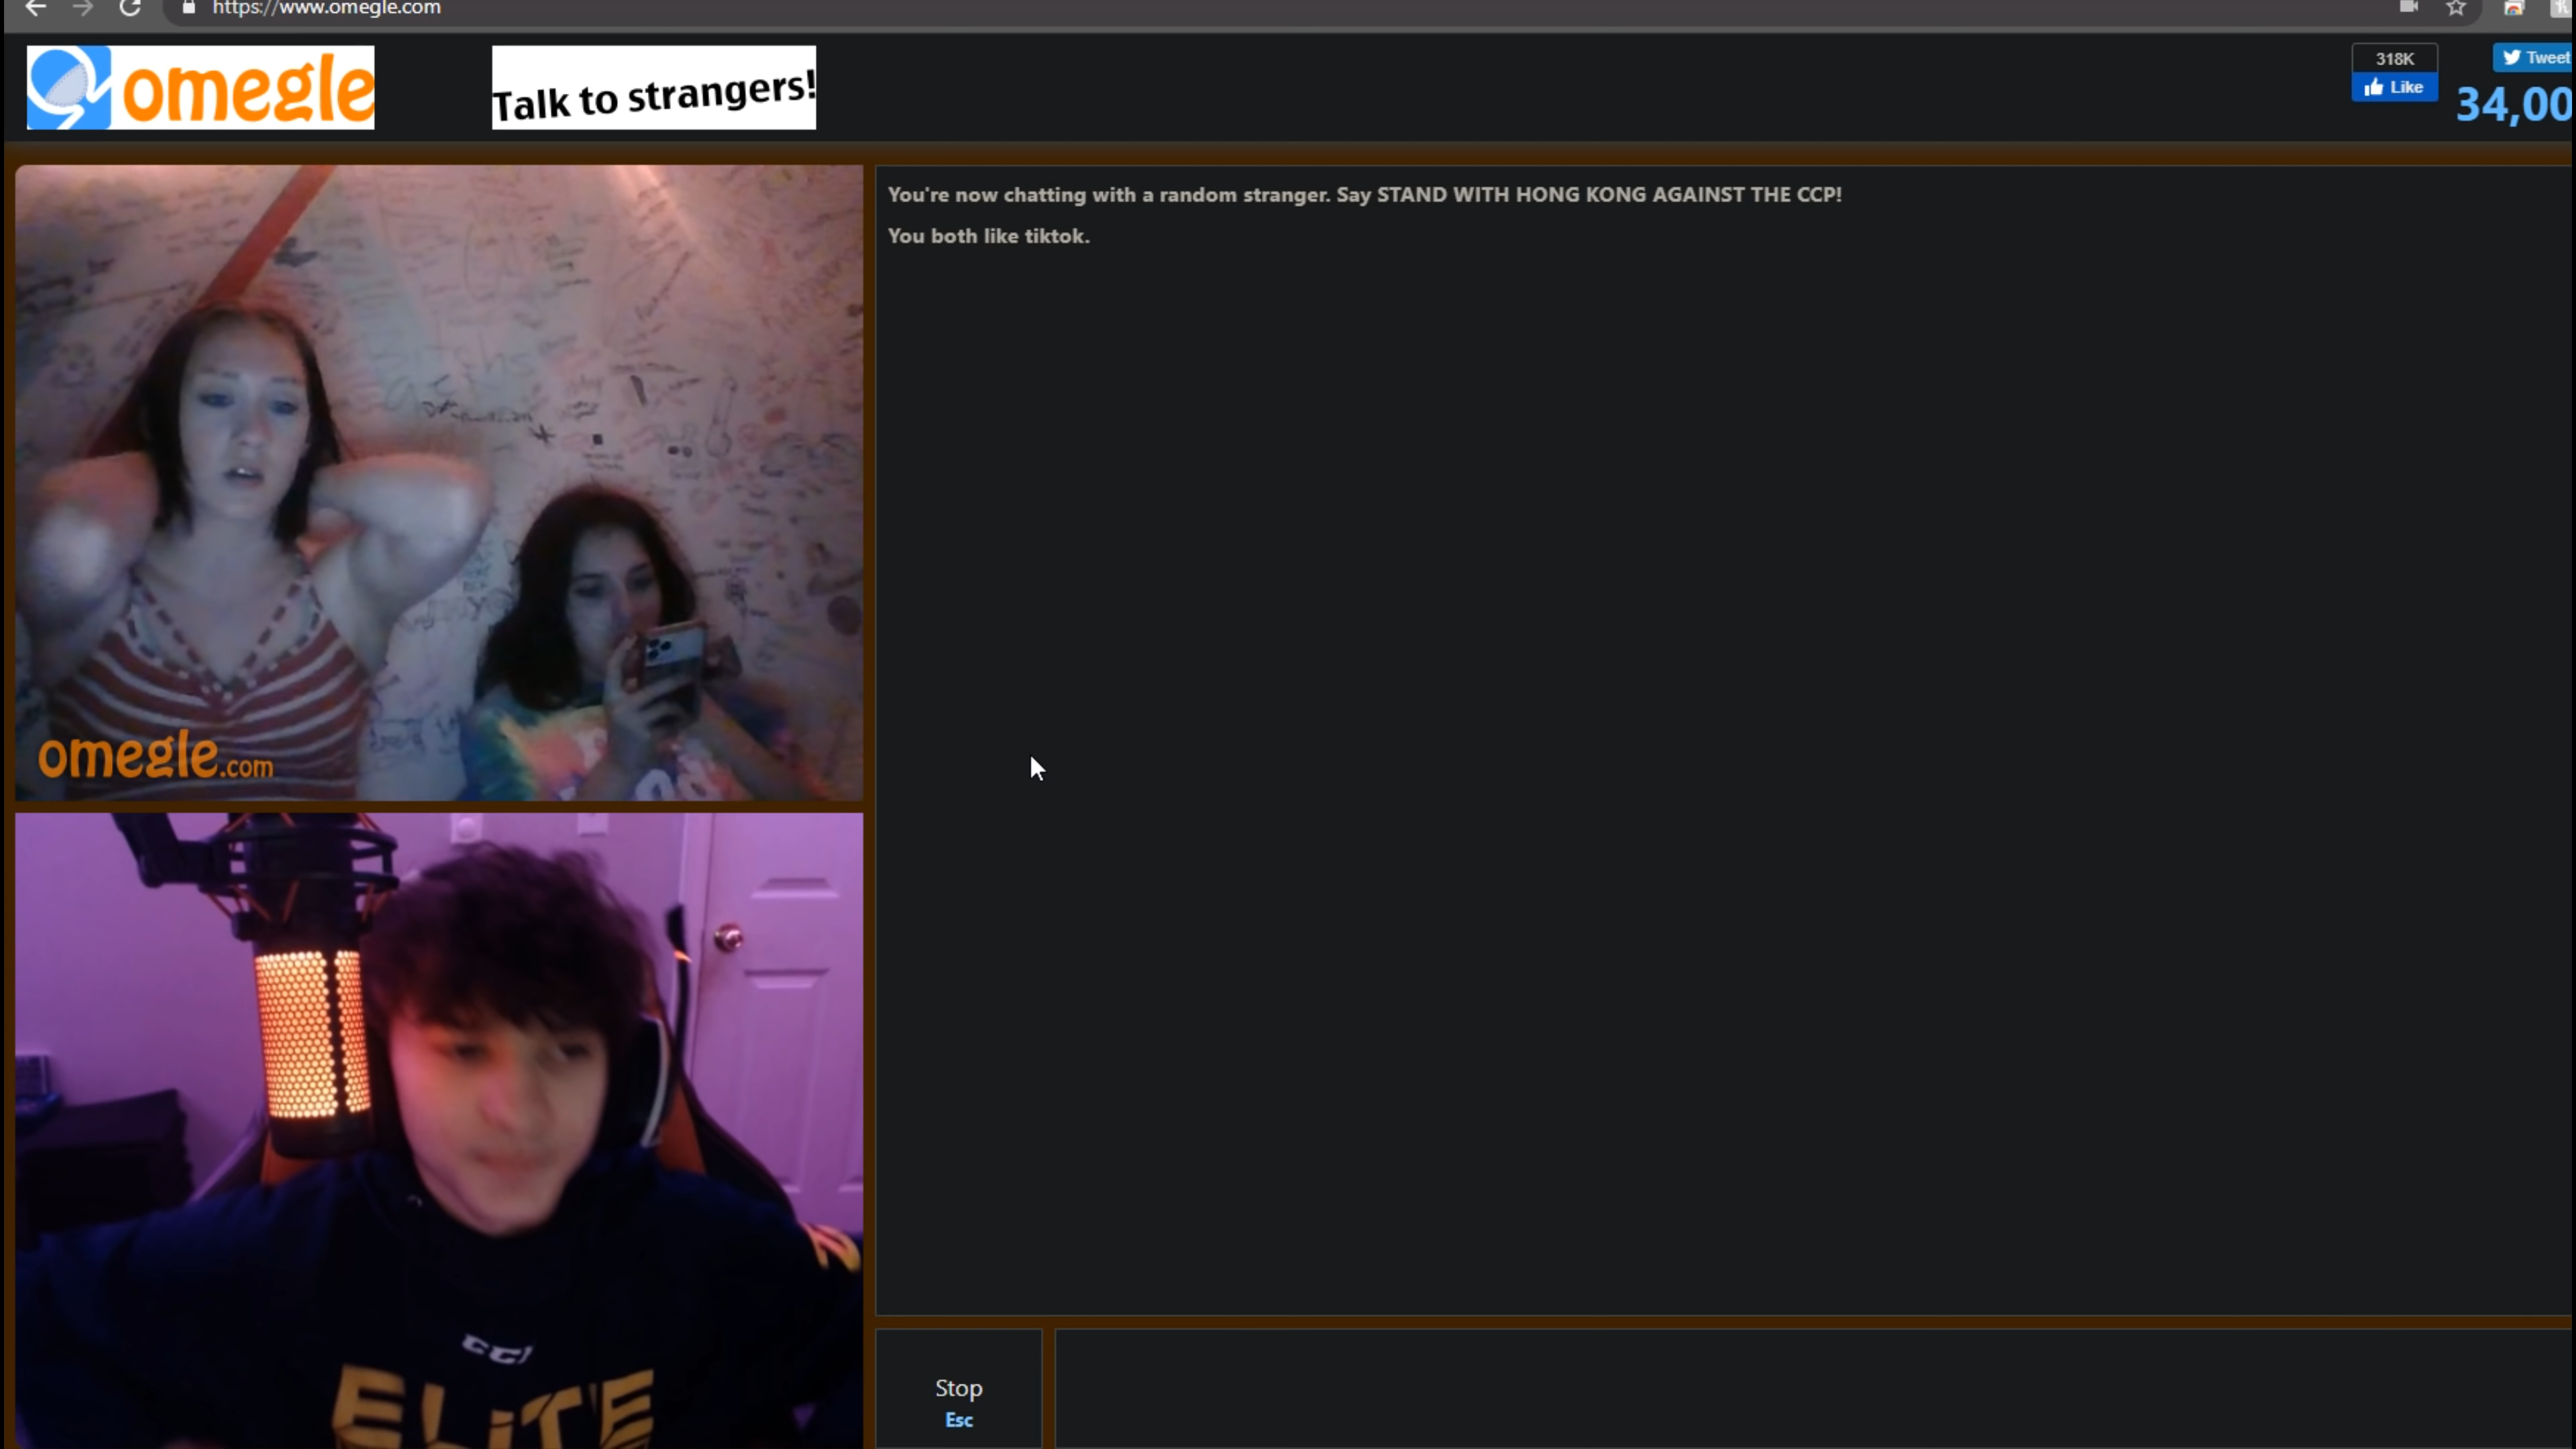 https://www.omegle.com
omegle
Talk to strangers!
318K
Like
Tweet
34,00
You're now chatting with a random stranger. Say STAND WITH HONG KONG AGAINST THE CCP!
You both like tiktok.
omegle.com
CCM
ELITE
Stop
Esc